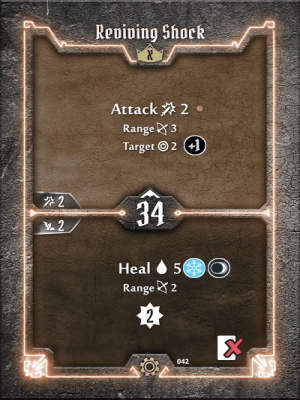 Reviving Shock
X
Attack 2
Range 3
Target 2 +1
2
34
2
Heal 5
Range 2
2
042